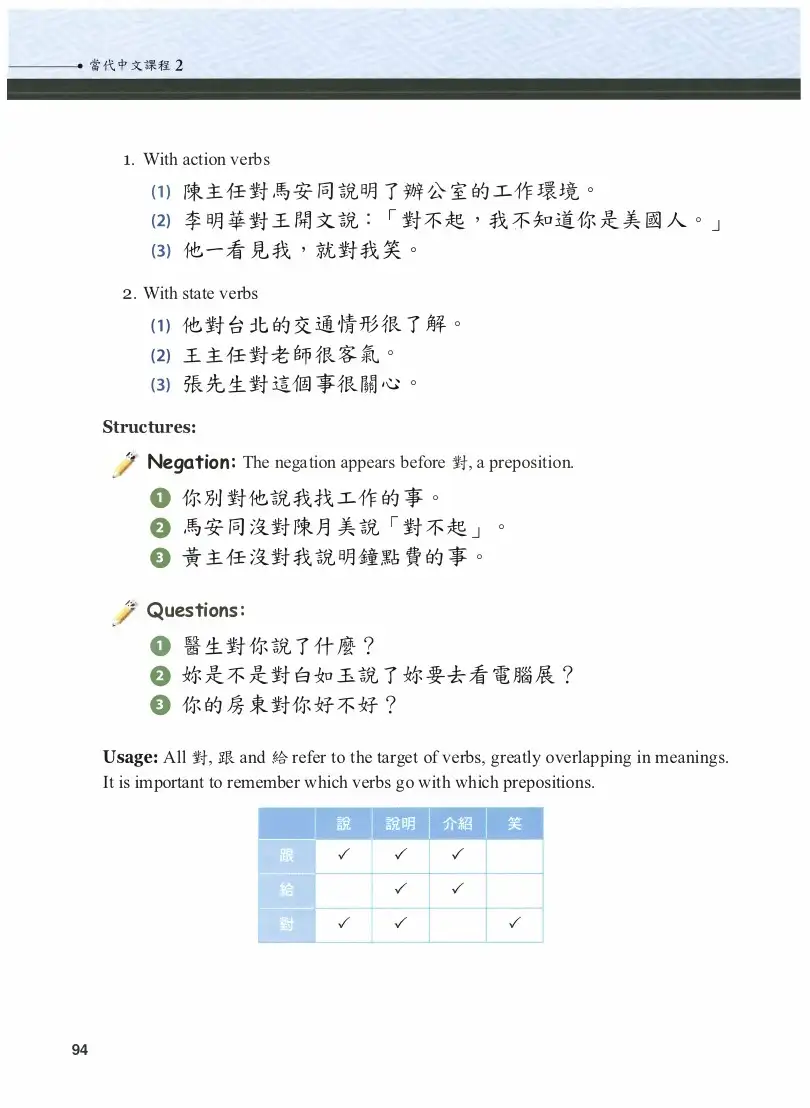 當代中文課程 2
1. With action verbs
(1) 陳主任對馬安同說明了辦公室的工作環境。
(2) 李明華對王開文說：「對不起，我不知道你是美國人。」
(3) 他一看見我，就對我笑。
2. With state verbs
(1) 他對台北的交通情形很了解。
(2) 王主任對老師很客氣。
(3) 張先生對這個事很關心。
Structures:
Negation: The negation appears before 對, a preposition.
1 你別對他說我找工作的事。
2 馬安同沒對陳月美說「對不起」。
3 黃主任沒對我說明鐘點費的事。
Questions:
1 醫生對你說了什麼？
2 妳是不是對白如玉說了妳要去看電腦展？
3 你的房東對你好不好？
Usage: All 對, 跟 and 給 refer to the target of verbs, greatly overlapping in meanings.
It is important to remember which verbs go with which prepositions.
說 說明 介紹 笑
跟 ✓ ✓ ✓
給 ✓ ✓
對 ✓ ✓ ✓
94